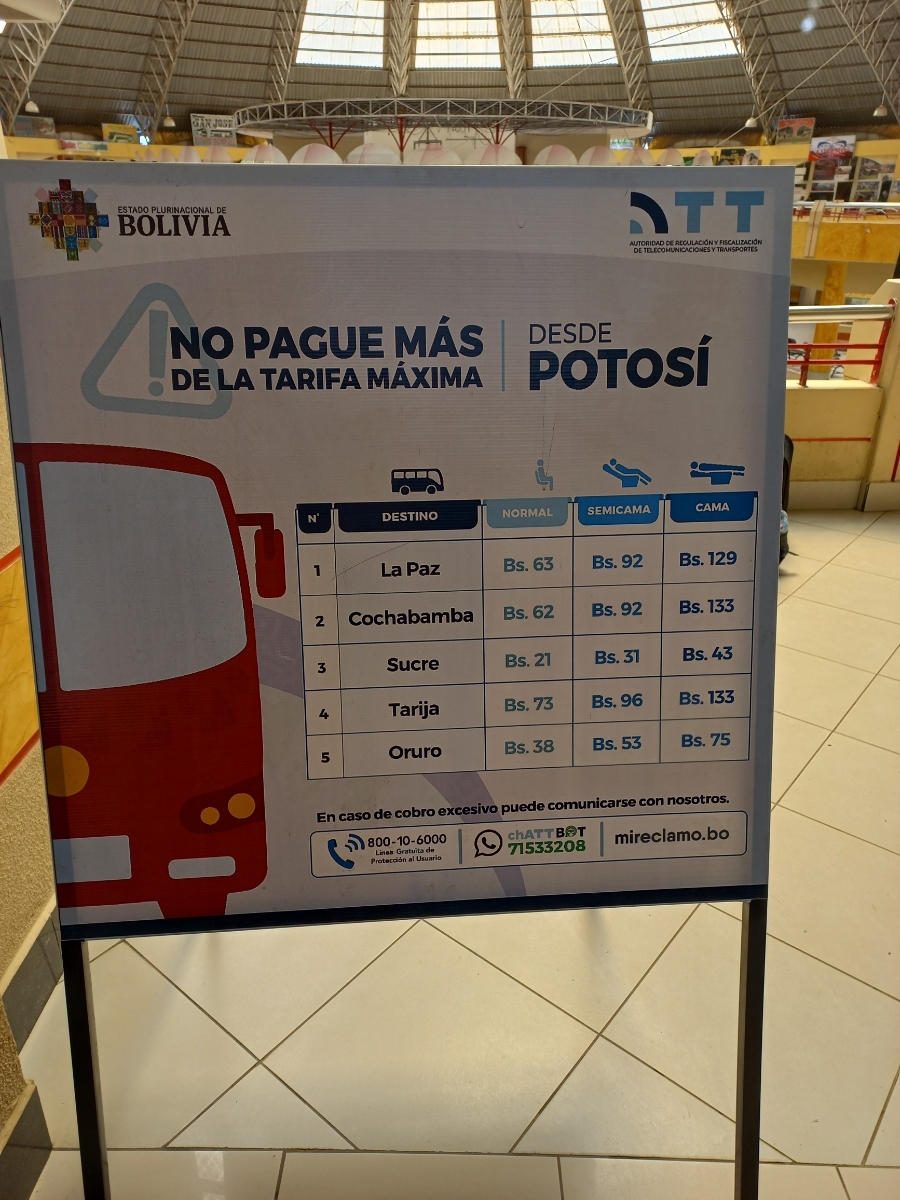 SAN JOSE
ESTADO PLURINACIONAL DE
BOLIVIA
ATT
AUTORIDAD DE REGULACIÓN Y FISCALIZACIÓN
DE TELECOMUNICACIONES Y TRANSPORTES
NO PAGUE MÁS
DE LA TARIFA MÁXIMA
DESDE
POTOSÍ
N° DESTINO NORMAL SEMICAMA CAMA
1 La Paz Bs. 63 Bs. 92 Bs. 129
2 Cochabamba Bs. 62 Bs. 92 Bs. 133
3 Sucre Bs. 21 Bs. 31 Bs. 43
4 Tarija Bs. 73 Bs. 96 Bs. 133
5 Oruro Bs. 38 Bs. 53 Bs. 75
En caso de cobro excesivo puede comunicarse con nosotros.
800-10-6000
Línea Gratuita de
Protección al Usuario
chATTBOT
71533208
mireclamo.bo